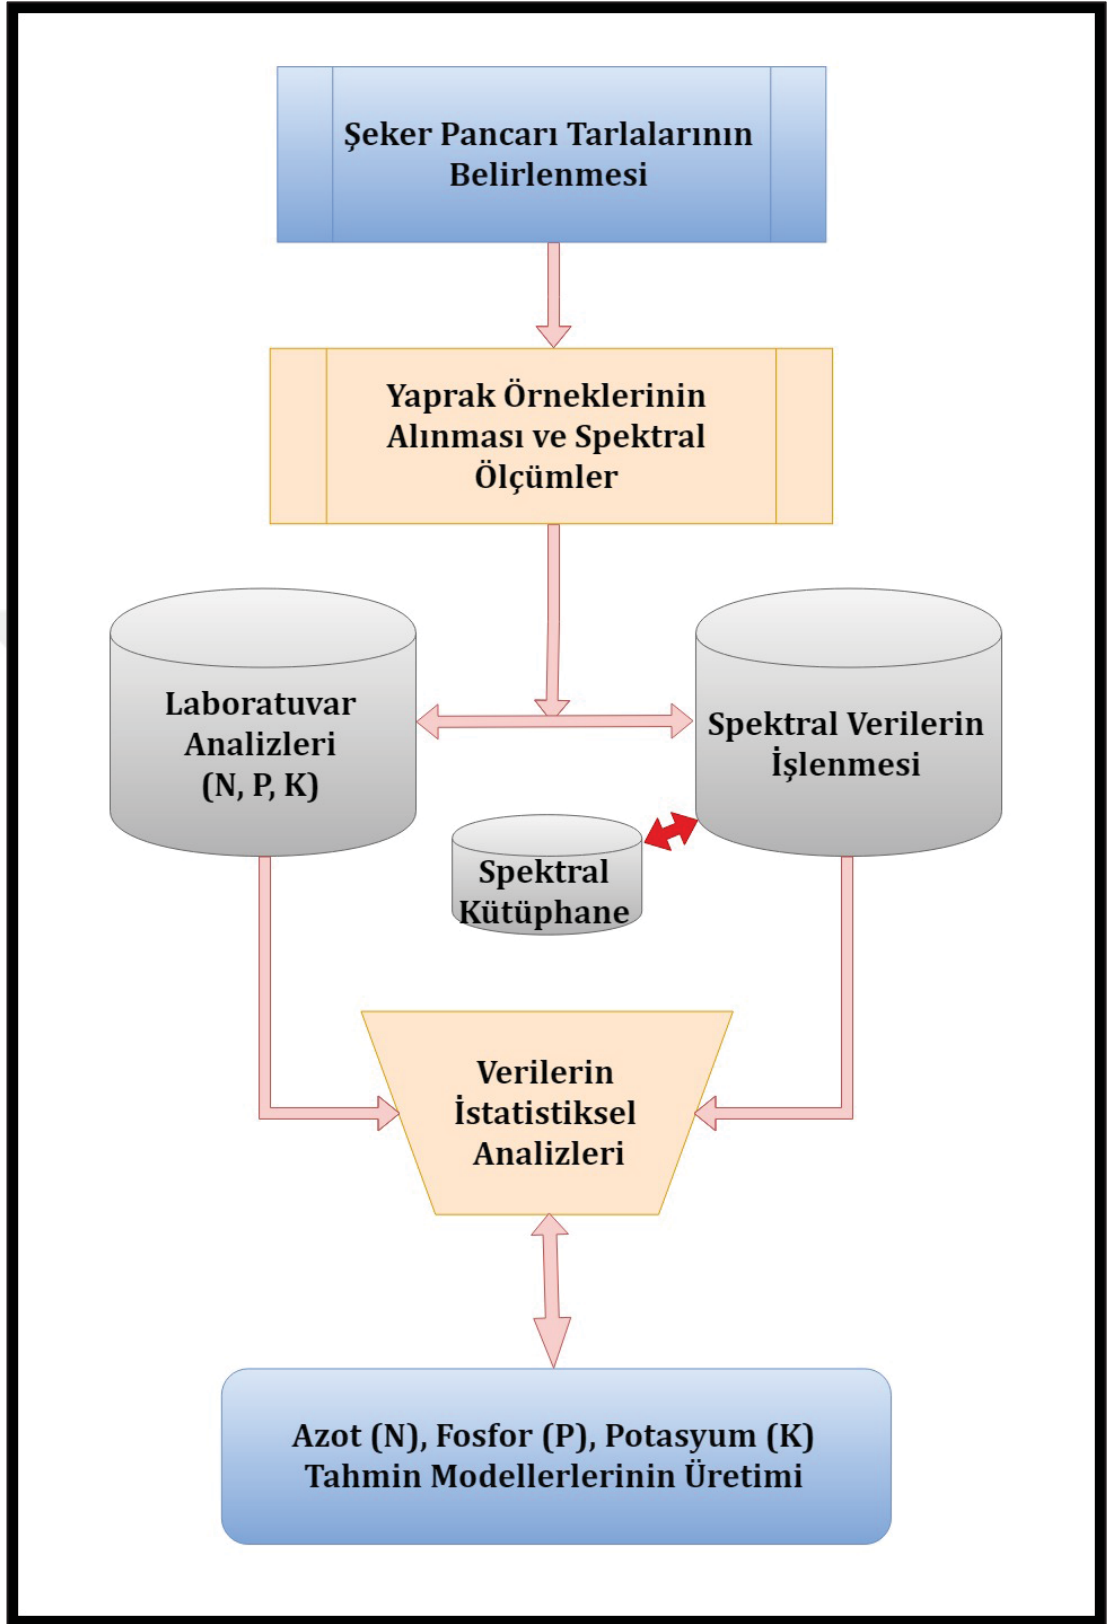 Şeker Pancarı Tarlalarının
Belirlenmesi
Yaprak Örneklerinin
Alınması ve Spektral
Ölçümler
Laboratuvar
Analizleri
(N, P, K)
Spektral Verilerin
İşlenmesi
Spektral
Kütüphane
Verilerin
İstatistiksel
Analizleri
Azot (N), Fosfor (P), Potasyum (K)
Tahmin Modellerlerinin Üretimi